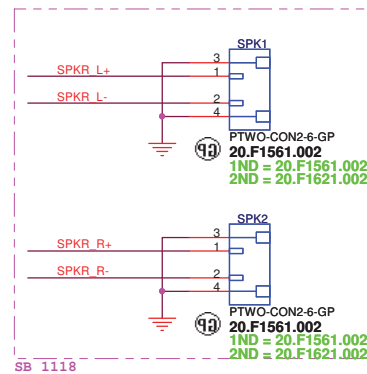 SPK1
3
SPKR_L+ 1
SPKR_L- 2
4
PTWO-CON2-6-GP
GP 20.F1561.002
1ND = 20.F1561.002
2ND = 20.F1621.002
SPK2
3
SPKR_R+ 1
SPKR_R- 2
4
PTWO-CON2-6-GP
GP 20.F1561.002
1ND = 20.F1561.002
2ND = 20.F1621.002
SB 1118